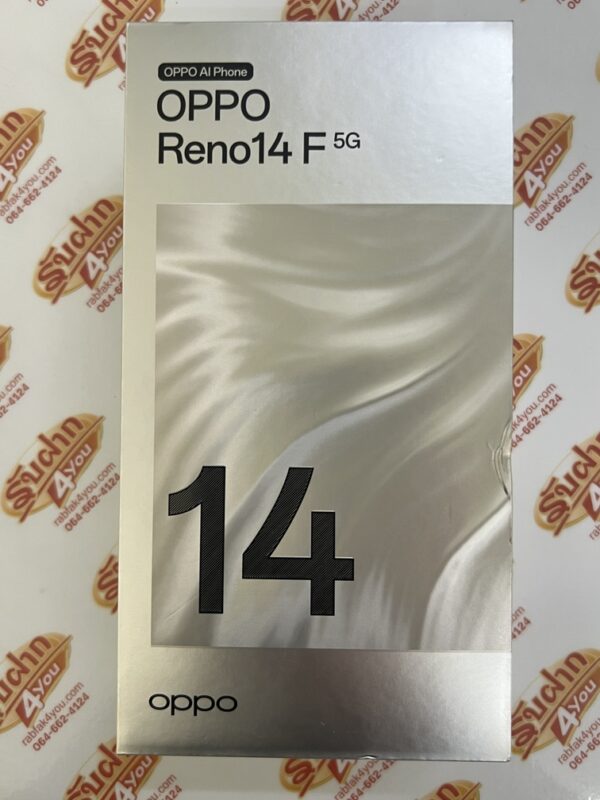 OPPO AI Phone
OPPO
Reno14 F 5G
14
oppo
รับฝาก
4you
rabfak4you.com
064-662-4124